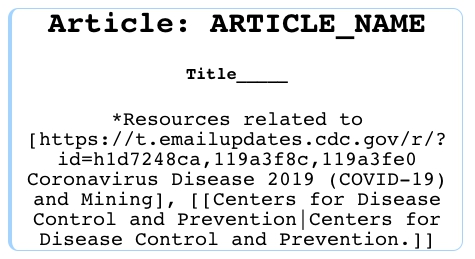 Article: ARTICLE_NAME
Title_____
*Resources related to
[https://t.emailupdates.cdc.gov/r/?
id=h1d7248ca,119a3f8c,119a3fe0
Coronavirus Disease 2019 (COVID-19)
and Mining], [[Centers for Disease
Control and Prevention|Centers for
Disease Control and Prevention.]]